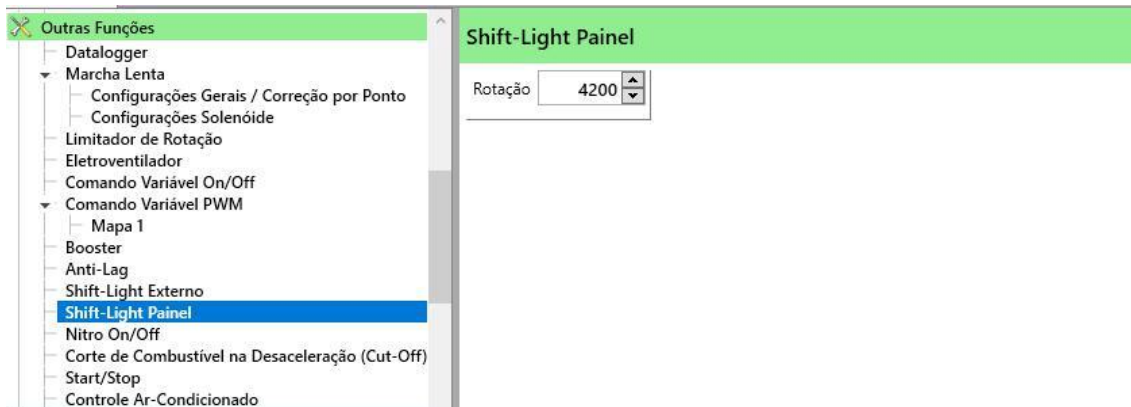 Outras Funções
Datalogger
Marcha Lenta
Configurações Gerais / Correção por Ponto
Configurações Solenóide
Limitador de Rotação
Eletroventilador
Comando Variável On/Off
Comando Variável PWM
Mapa 1
Booster
Anti-Lag
Shift-Light Externo
Shift-Light Painel
Nitro On/Off
Corte de Combustível na Desaceleração (Cut-Off)
Start/Stop
Controle Ar-Condicionado
Shift-Light Painel
Rotação 4200